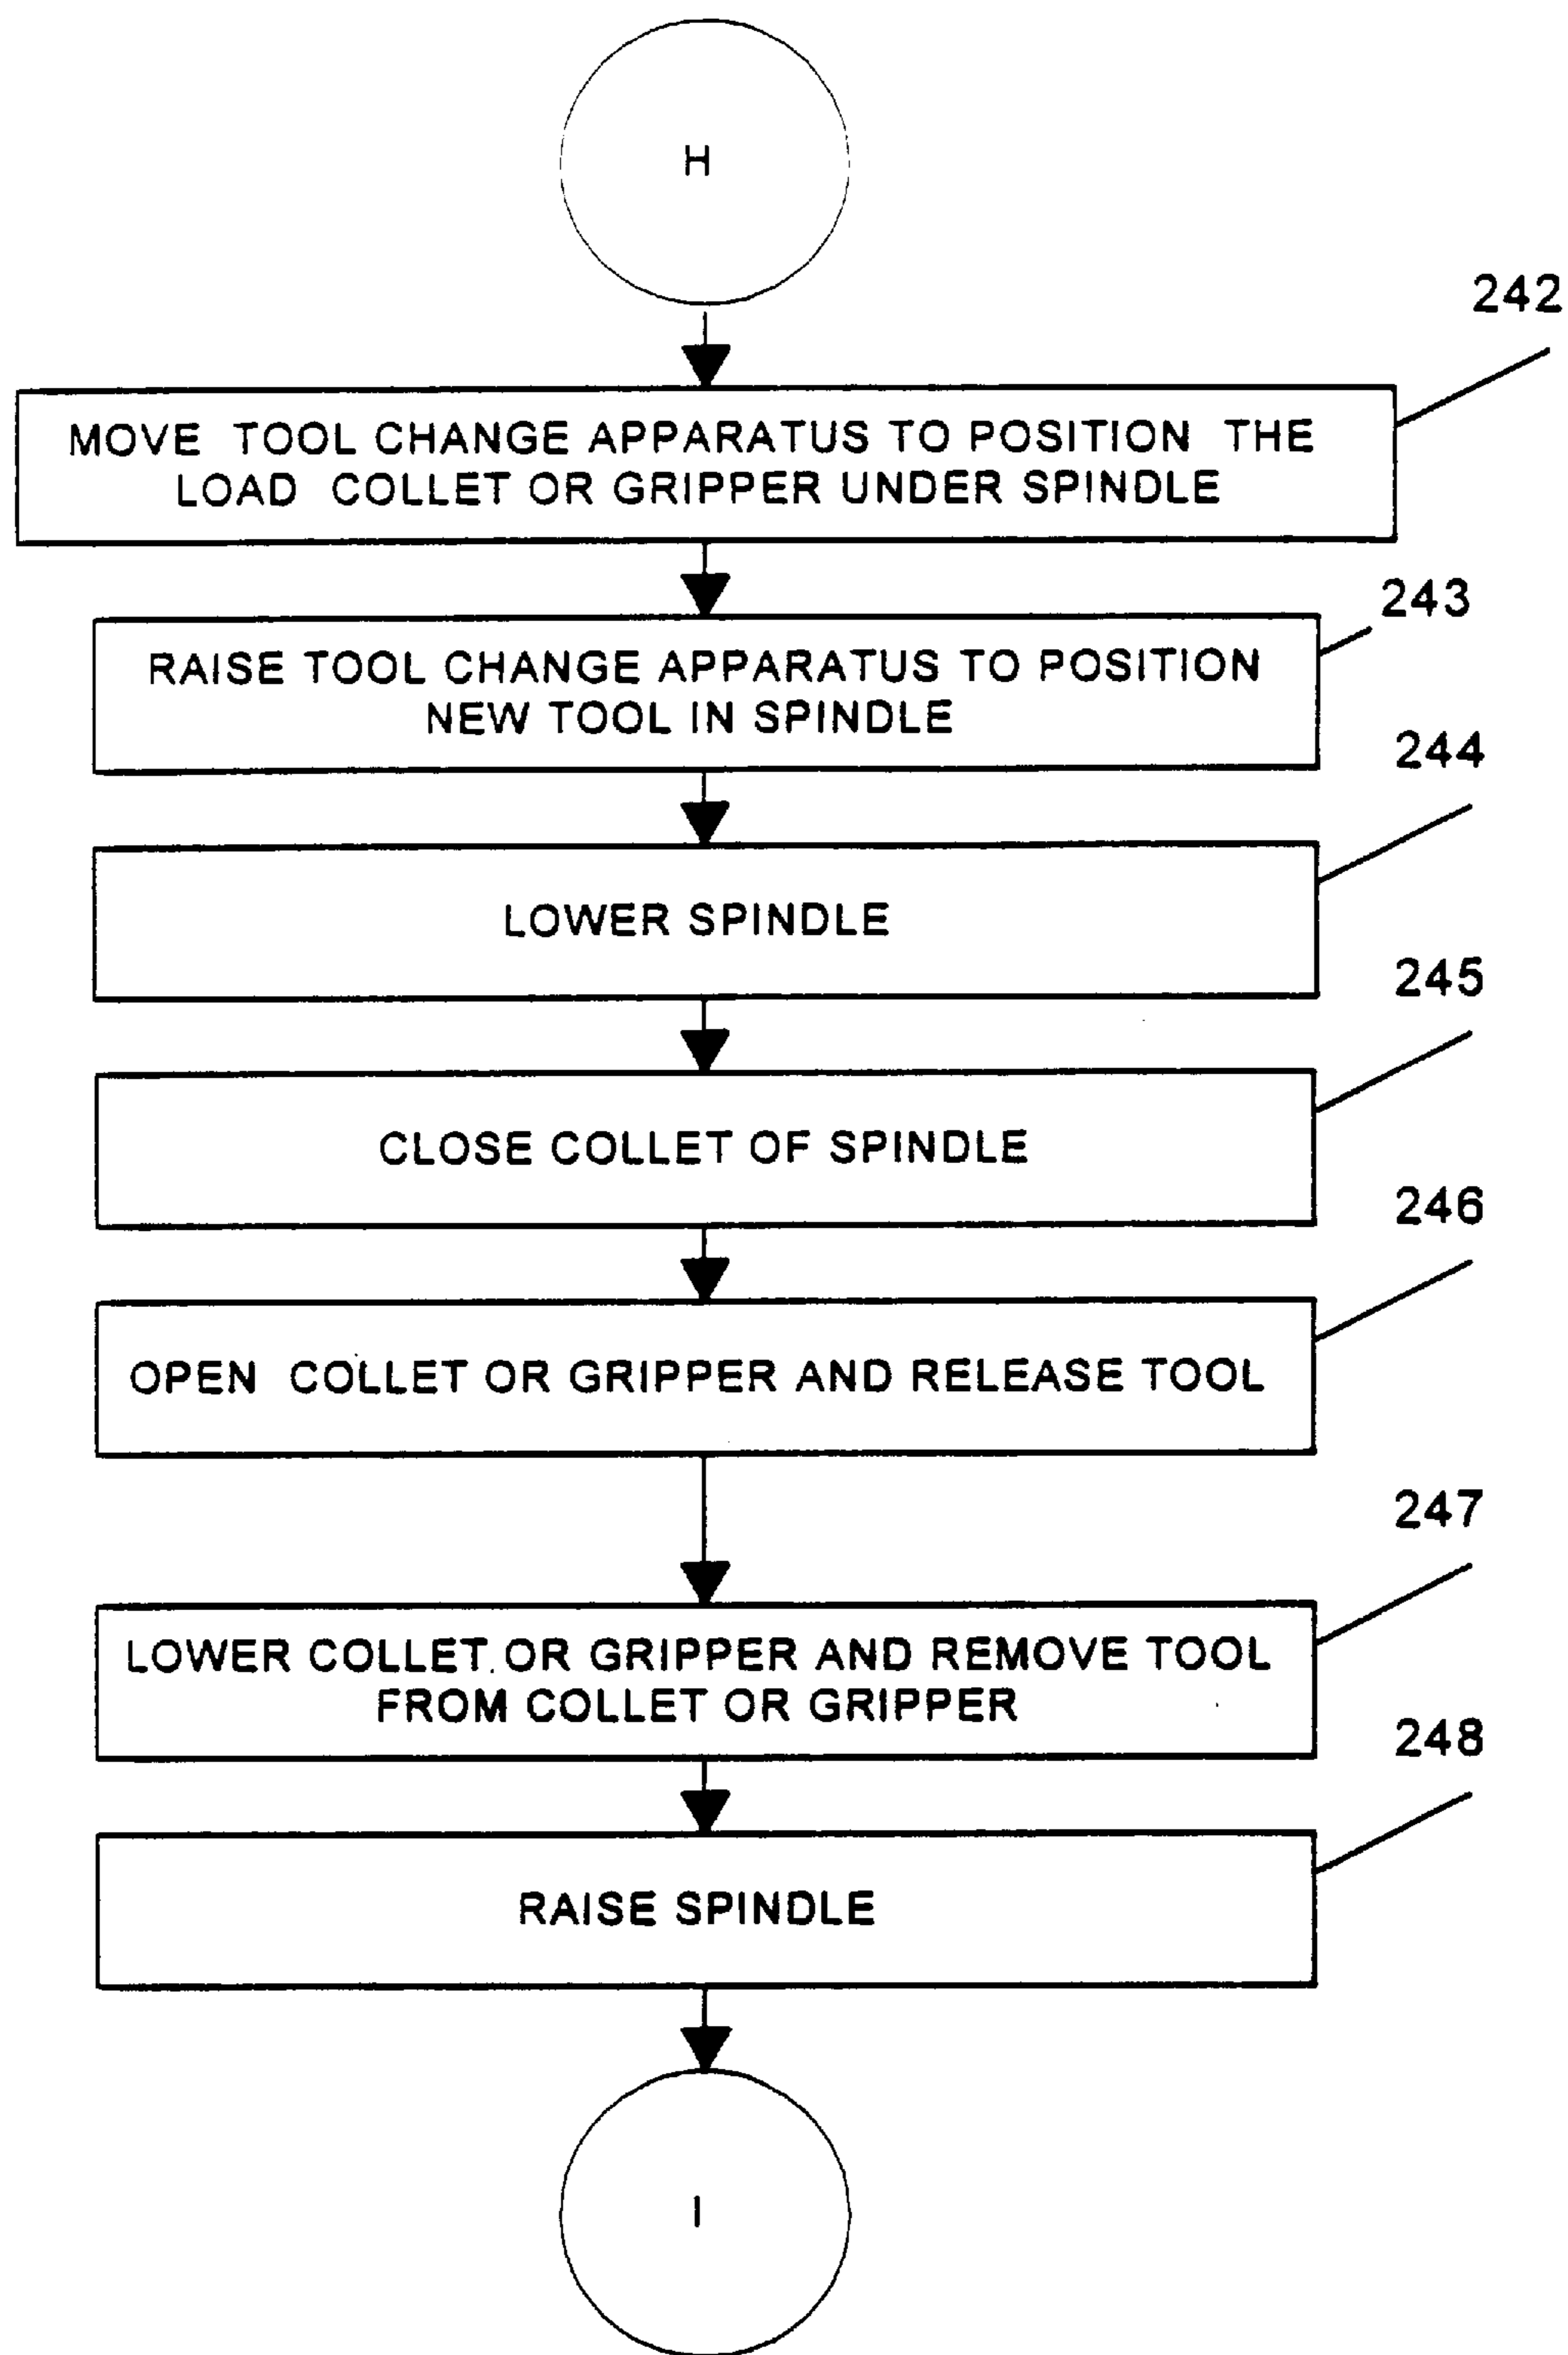 H
242
MOVE TOOL CHANGE APPARATUS TO POSITION THE
LOAD COLLET OR GRIPPER UNDER SPINDLE
243
RAISE TOOL CHANGE APPARATUS TO POSITION
NEW TOOL IN SPINDLE
244
LOWER SPINDLE
245
CLOSE COLLET OF SPINDLE
246
OPEN COLLET OR GRIPPER AND RELEASE TOOL
247
LOWER COLLET OR GRIPPER AND REMOVE TOOL
FROM COLLET OR GRIPPER
248
RAISE SPINDLE
I